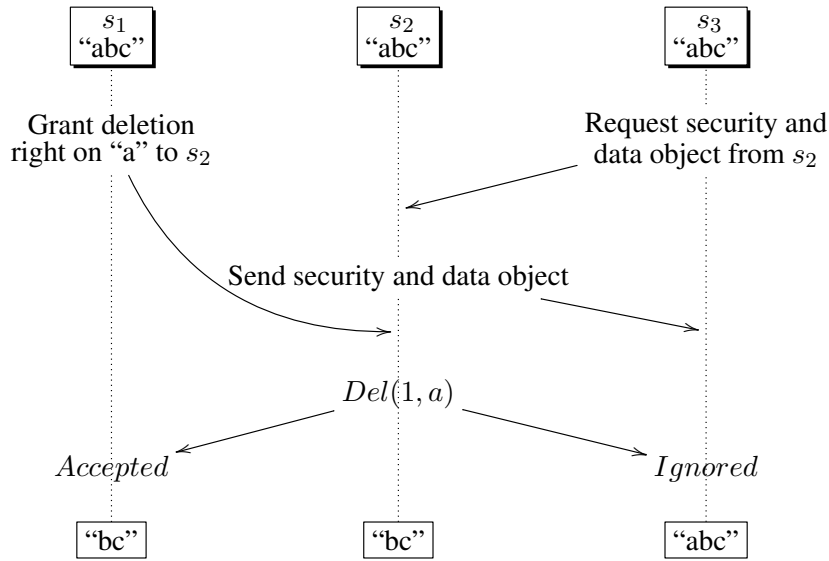 s₁ s₂ s₃
“abc” “abc” “abc”
Grant deletion
right on “a” to s₂
Request security and
data object from s₂
Send security and data object
Del(1, a)
Accepted Ignored
“bc” “bc” “abc”